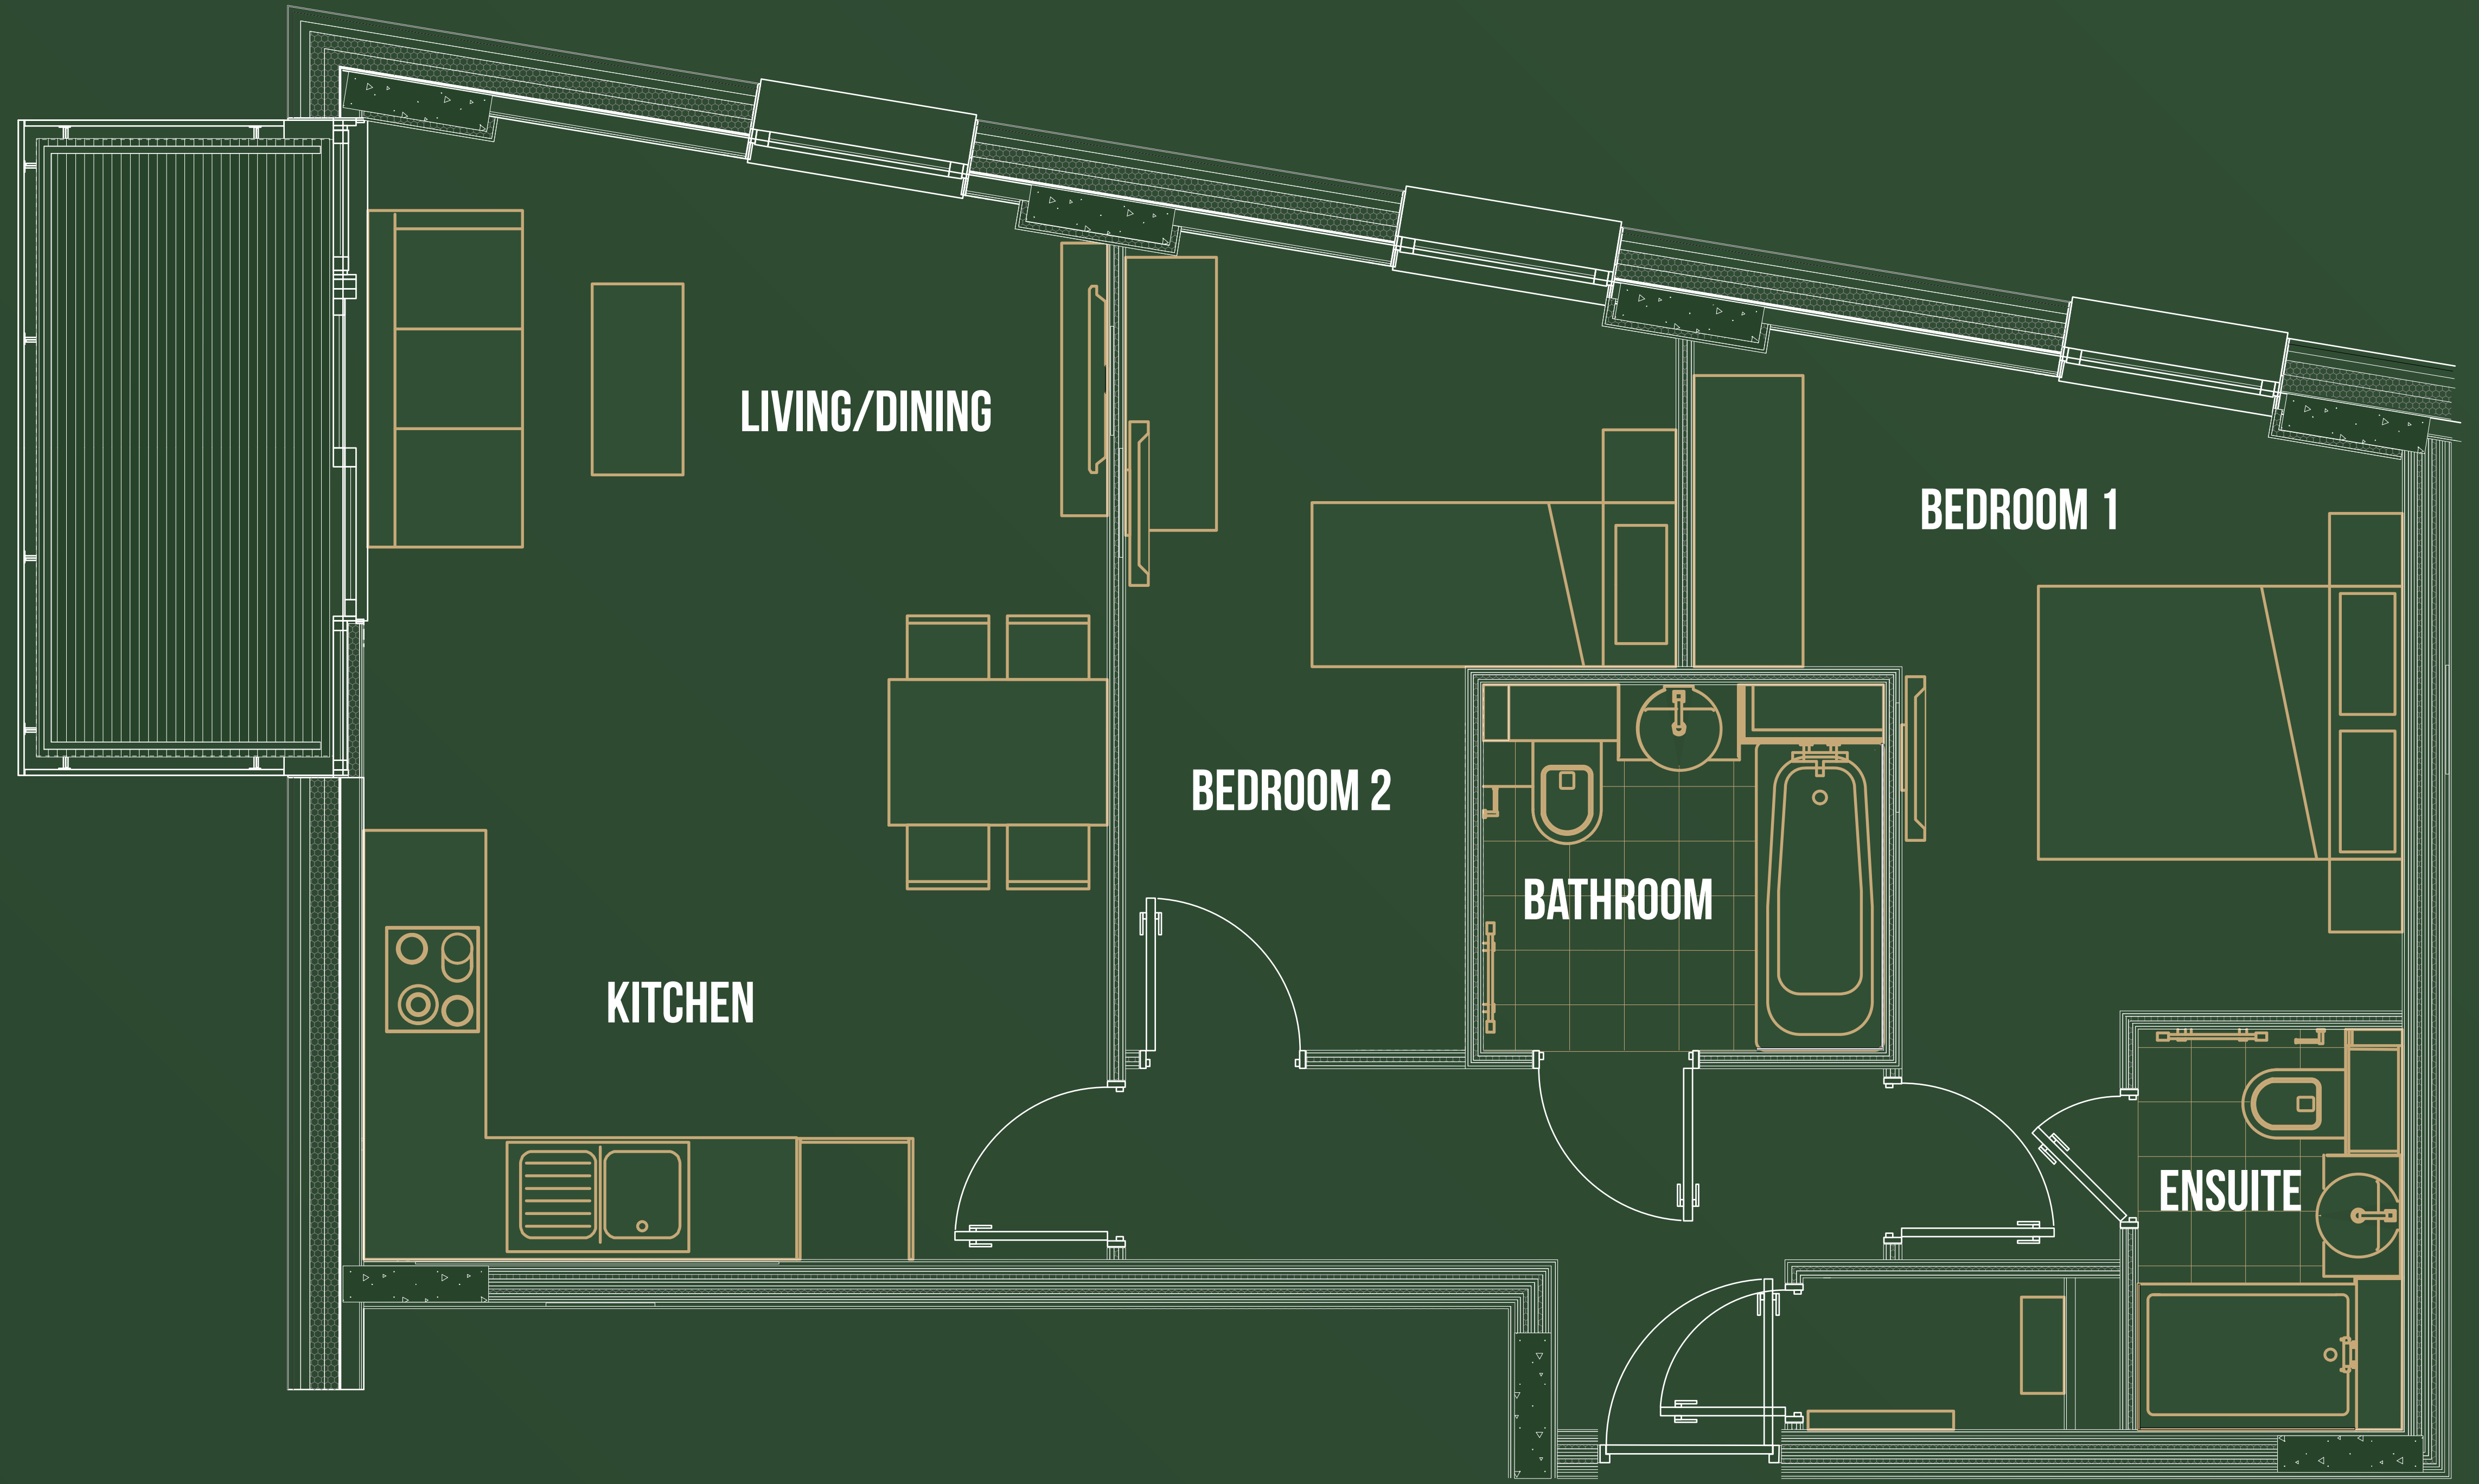 LIVING/DINING
BEDROOM 1
BEDROOM 2
BATHROOM
KITCHEN
ENSUITE